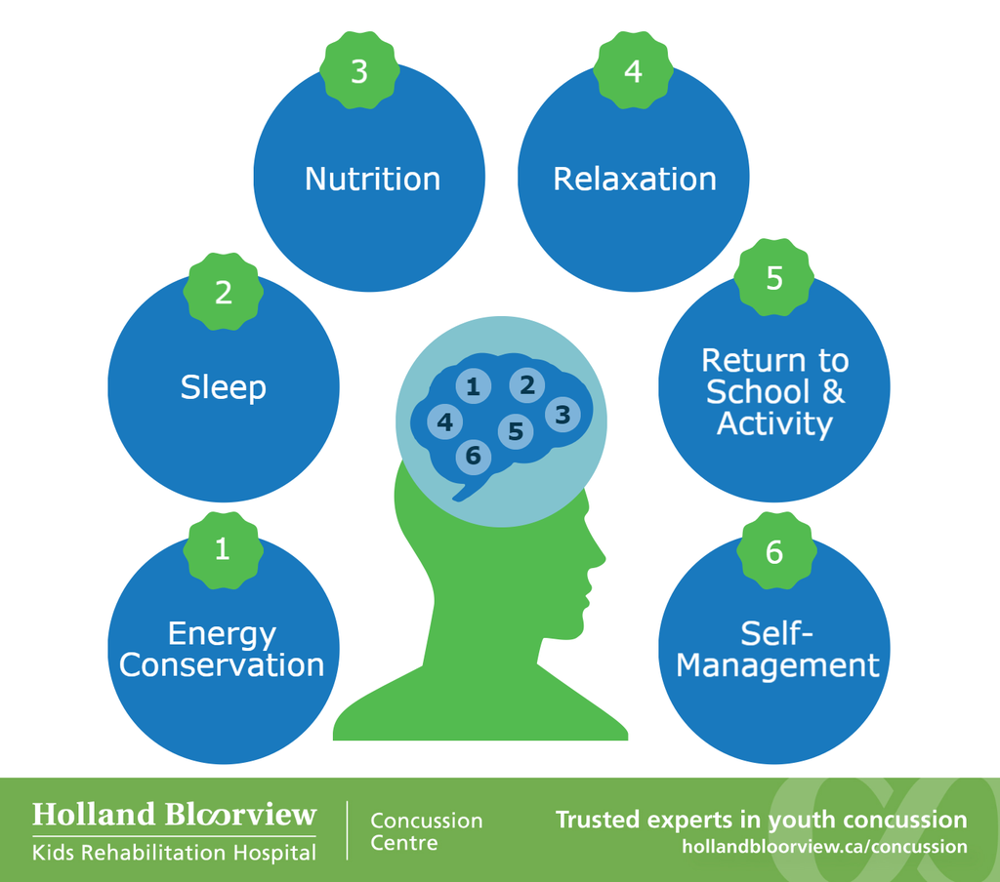 3
Nutrition
4
Relaxation
2
Sleep
5
Return to
School &
Activity
1
2
3
4
5
6
1
Energy
Conservation
6
Self-
Management
Holland Bloorview
Kids Rehabilitation Hospital
Concussion
Centre
Trusted experts in youth concussion
hollandbloorview.ca/concussion